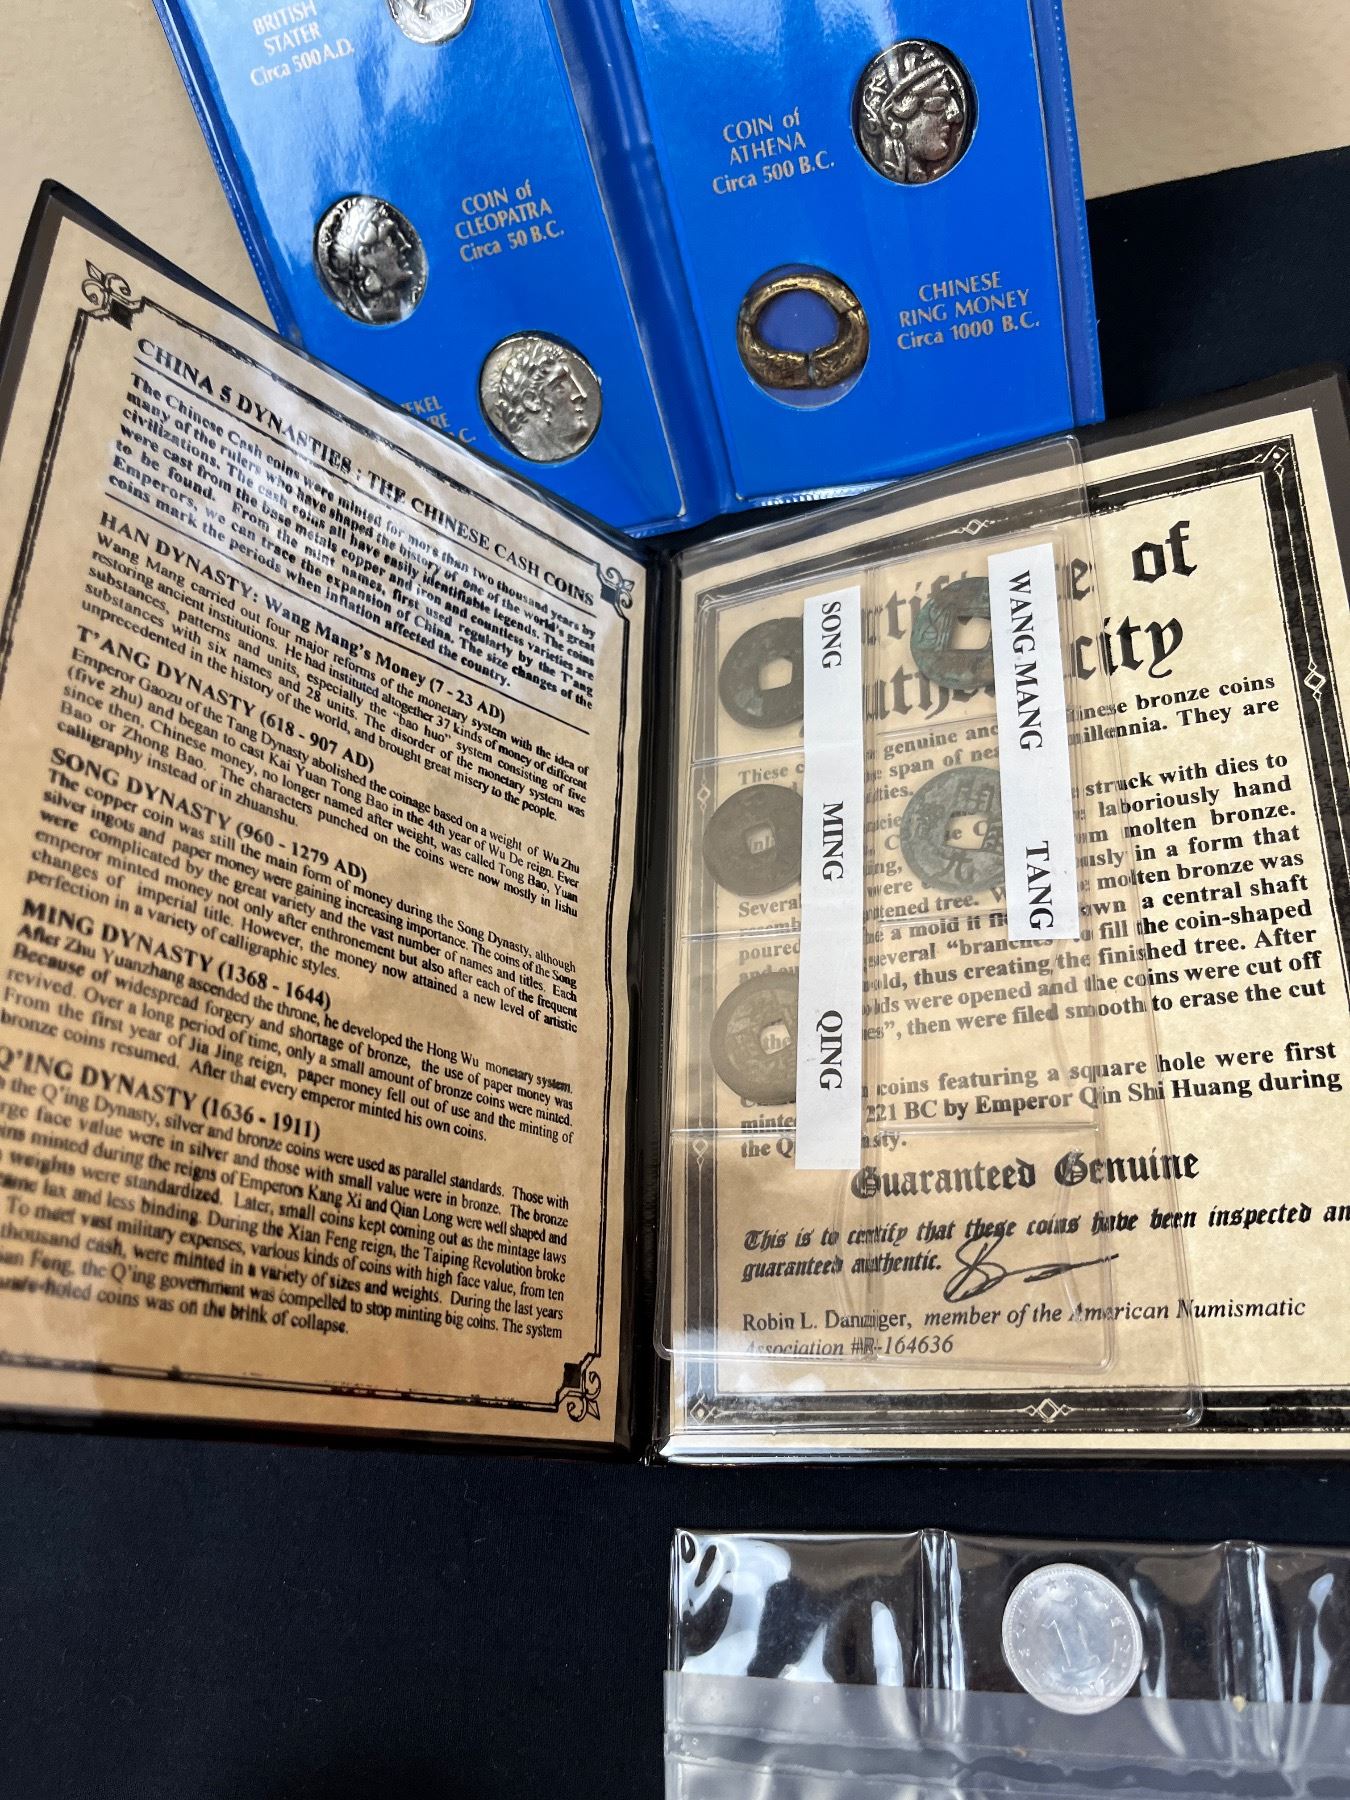 BRITISH
STATER
Circa 500 A.D.
COIN of
CLEOPATRA
Circa 50 B.C.
COIN of
ATHENA
Circa 500 B.C.
CHINESE
RING MONEY
Circa 1000 B.C.
CHINA 5 DYNASTIES : THE CHINESE CASH COINS
The Chinese Cash coins were minted for more than two thousand years by
many of the rulers who have shaped the history of one of the world's great
civilizations. The cash coins all have easily identifiable legends. The coins
were cast from the base metals copper and iron and countless varieties are
to be found. From the mint names, first used regularly by the T'ang
Emperors, we can trace the expansion of China. The size changes of the
coins mark the periods when inflation affected the country.
HAN DYNASTY: Wang Mang's Money (7 - 23 AD)
Wang Mang carried out four major reforms of the monetary system with the idea of
restoring ancient institutions. He had instituted altogether 37 kinds of money of different
substances, patterns and units, especially the "bao huo" system consisting of five
substances with six names and 28 units. The disorder of the monetary system was
unprecedented in the history of the world, and brought great misery to the people.
T'ANG DYNASTY (618 - 907 AD)
Emperor Gaozu of the Tang Dynasty abolished the coinage based on a weight of Wu Zhu
(five zhu) and began to cast Kai Yuan Tong Bao in the 4th year of Wu De reign. Ever
since then, Chinese money, no longer named after weight, was called Tong Bao, Yuan
Bao or Zhong Bao. The characters punched on the coins were now mostly in lishu
calligraphy instead of in zhuanshu.
SONG DYNASTY (960 - 1279 AD)
The copper coin was still the main form of money during the Song Dynasty, although
silver ingots and paper money were gaining increasing importance. The coins of the Song
were complicated by the great variety and the vast number of names and titles. Each
emperor minted money not only after enthronement but also after each of the frequent
changes of imperial title. However, the money now attained a new level of artistic
perfection in a variety of calligraphic styles.
MING DYNASTY (1368 - 1644)
After Zhu Yuanzhang ascended the throne, he developed the Hong Wu monetary system.
Because of widespread forgery and shortage of bronze, the use of paper money was
revived. Over a long period of time, only a small amount of bronze coins were minted.
From the first year of Jia Jing reign, paper money fell out of use and the minting of
bronze coins resumed. After that every emperor minted his own coins.
Q'ING DYNASTY (1636 - 1911)
the Q'ing Dynasty, silver and bronze coins were used as parallel standards. Those with
face value were in silver and those with small value were in bronze. The bronze
minted during the reigns of Emperors Kang Xi and Qian Long were well shaped and
weights were standardized. Later, small coins kept coming out as the mintage laws
lax and less binding. During the Xian Feng reign, the Taiping Revolution broke
To meet vast military expenses, various kinds of coins with high face value, from ten
thousand cash, were minted in a variety of sizes and weights. During the last years
Feng, the Q'ing government was compelled to stop minting big coins. The system
coins was on the brink of collapse.
of
SONG
MING
QING
WANG MANG
TANG
genuine
bronze coins
span of
They are
struck with dies to
laboriously hand
molten bronze.
in a form that
molten bronze was
tree.
a central shaft
a mold it
several "branches" to fill the coin-shaped
thus creating the finished tree. After
were opened and the coins were cut off
then were filed smooth to erase the cut
coins featuring a square hole were first
221 BC by Emperor Qin Shi Huang during
the
Guaranteed Genuine
This is to certify that these coins have been inspected
guaranteed authentic.
Robin L. Danziger, member of the American Numismatic
Association #R-164636
1